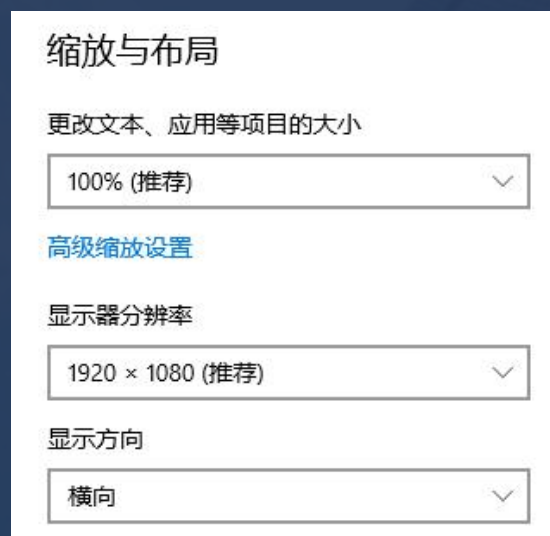 缩放与布局
更改文本、应用等项目的大小
100% (推荐)
高级缩放设置
显示器分辨率
1920 × 1080 (推荐)
显示方向
横向